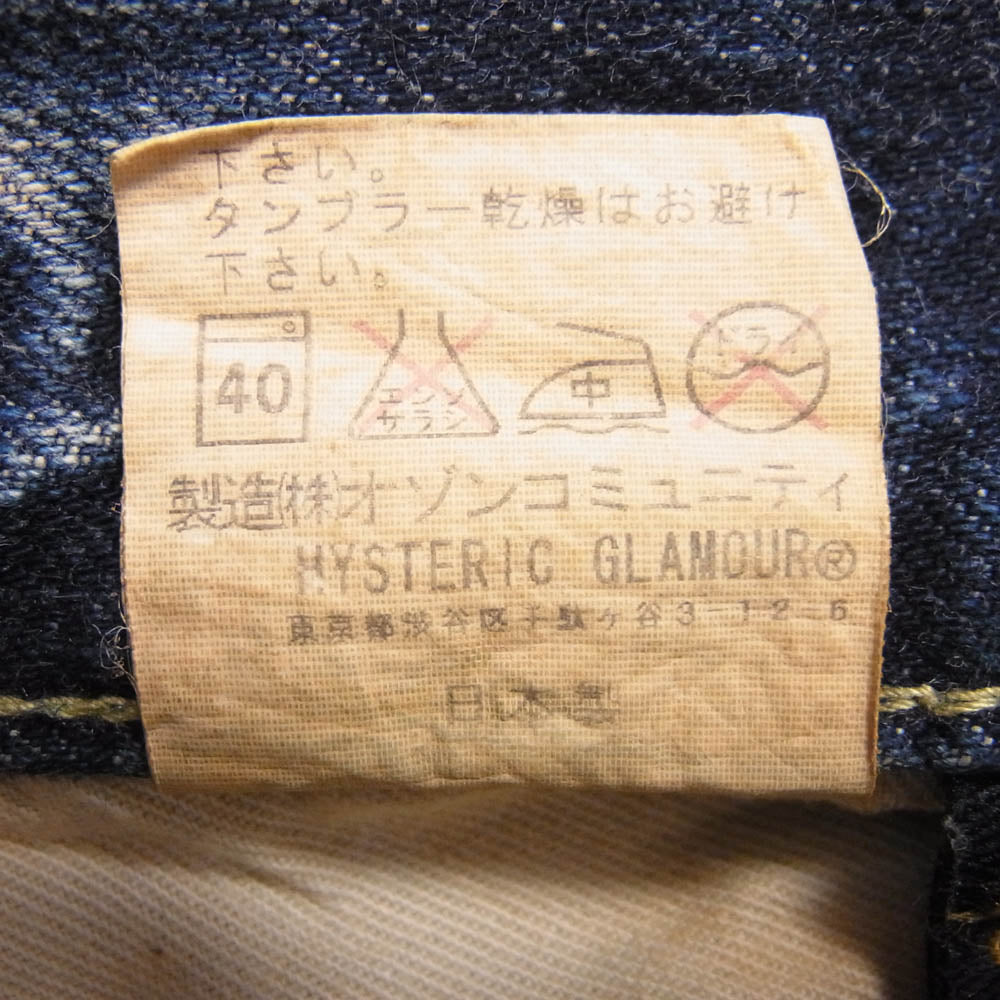 下さい。
タンブラー乾燥はお避け
下さい。
40
エンソ
サラシ
中
ドライ
製造(株)オゾンコミュニティ
HYSTERIC GLAMOUR®
東京都渋谷区千駄ヶ谷3-12-6
日本製